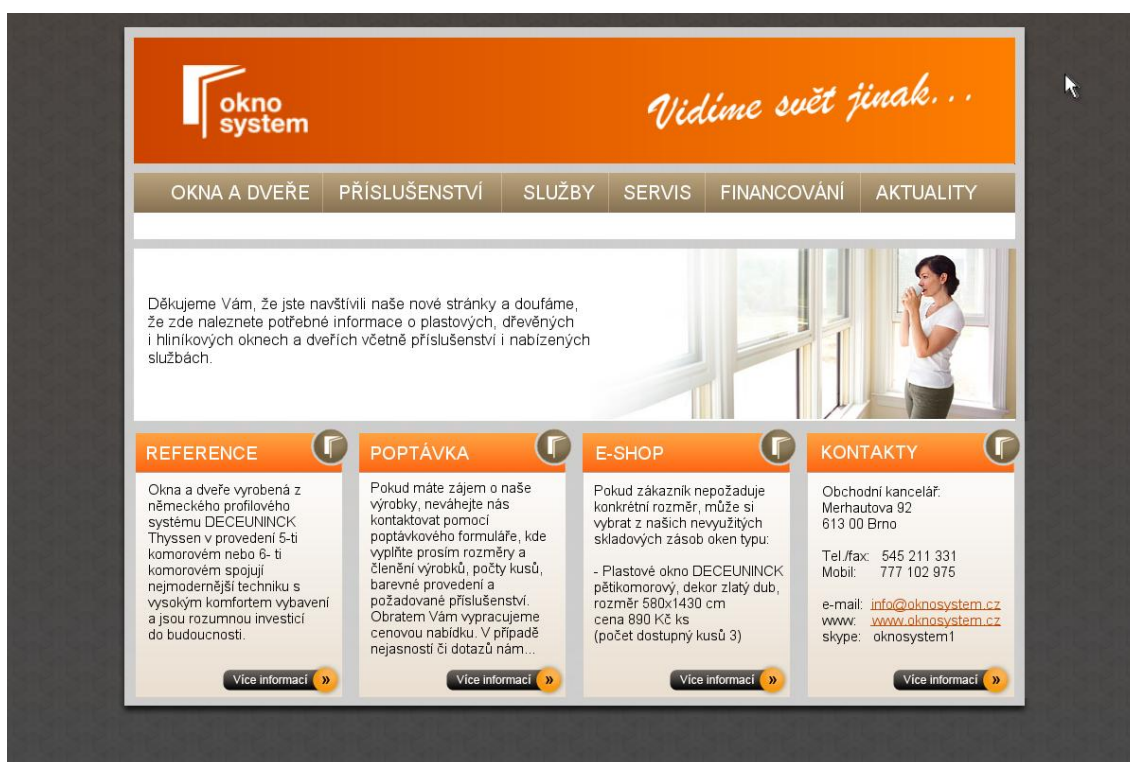 okno
system
Vidíme svět jinak...
OKNA A DVEŘE PŘÍSLUŠENSTVÍ SLUŽBY SERVIS FINANCOVÁNÍ AKTUALITY
Děkujeme Vám, že jste navštívili naše nové stránky a doufáme,
že zde naleznete potřebné informace o plastových, dřevěných
i hliníkových oknech a dveřích včetně příslušenství i nabízených
službách.
REFERENCE
Okna a dveře vyrobená z
německého profilového
systému DECEUNINCK
Thyssen v provedení 5-ti
komorovém nebo 6- ti
komorovém spojují
nejmodernější techniku s
vysokým komfortem vybavení
a jsou rozumnou investicí
do budoucnosti.
Více informací »
POPTÁVKA
Pokud máte zájem o naše
výrobky, neváhejte nás
kontaktovat pomocí
poptávkového formuláře, kde
vyplňte prosím rozměry a
členění výrobků, počty kusů,
barevné provedení a
požadované příslušenství.
Obratem Vám vypracujeme
cenovou nabídku. V případě
nejasností či dotazů nám...
Více informací »
E-SHOP
Pokud zákazník nepožaduje
konkrétní rozměr, může si
vybrat z našich nevyužitých
skladových zásob oken typu:
- Plastové okno DECEUNINCK
pětikomorový, dekor zlatý dub,
rozměr 580x1430 cm
cena 890 Kč ks
(počet dostupný kusů 3)
Více informací »
KONTAKTY
Obchodní kancelář:
Merhautova 92
613 00 Brno
Tel./fax: 545 211 331
Mobil: 777 102 975
e-mail: info@oknosystem.cz
www: www.oknosystem.cz
skype: oknosystem1
Více informací »